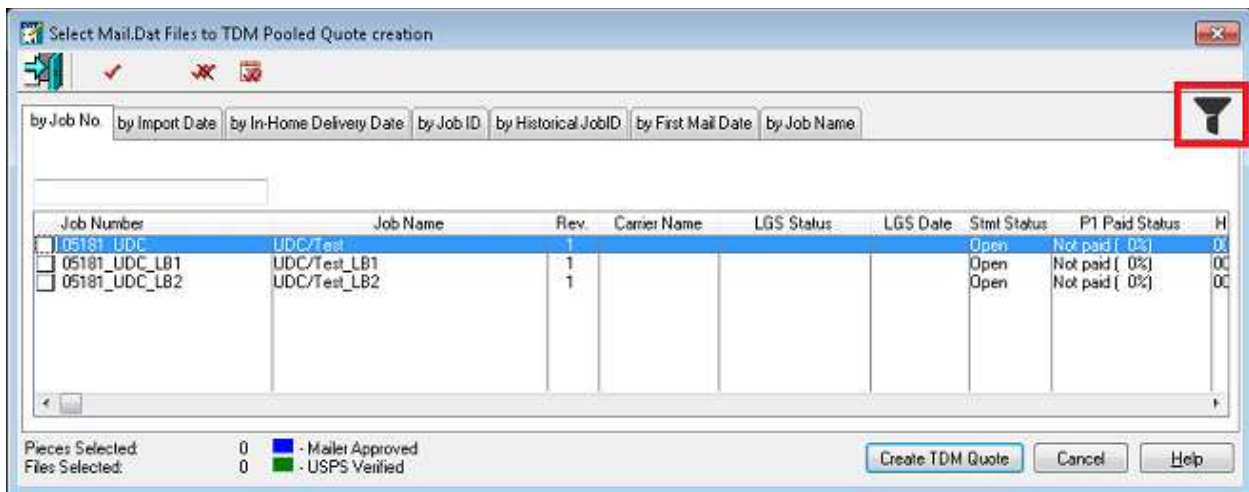 Select Mail.Dat Files to TDM Pooled Quote creation
by Job No. by Import Date by In-Home Delivery Date by Job ID by Historical JobID by First Mail Date by Job Name
Job Number Job Name Rev. Carrier Name LGS Status LGS Date Stmt Status P1 Paid Status H
05181_UDC UDC/Test 1 Open Not paid ( 0%) 00
05181_UDC_LB1 UDC/Test_LB1 1 Open Not paid ( 0%) 00
05181_UDC_LB2 UDC/Test_LB2 1 Open Not paid ( 0%) 00
Pieces Selected: 0 - Mailer Approved
Files Selected: 0 - USPS Verified
Create TDM Quote Cancel Help